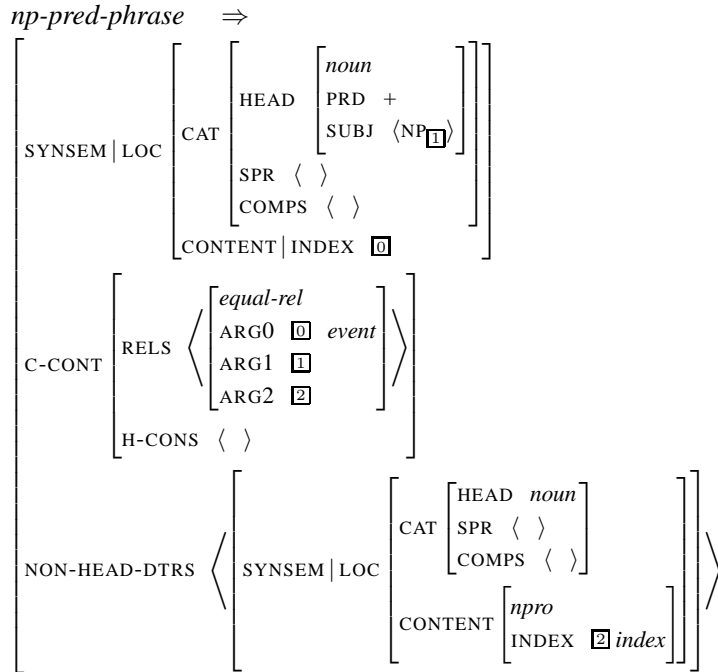 np-pred-phrase ⇒
noun
HEAD PRD +
SUBJ ⟨NP 1⟩
CAT
SYNSEM | LOC
SPR ⟨ ⟩
COMPS ⟨ ⟩
CONTENT | INDEX 0
equal-rel
ARG0 0 event
RELS
ARG1 1
C-CONT
ARG2 2
H-CONS ⟨ ⟩
HEAD noun
CAT SPR ⟨ ⟩
COMPS ⟨ ⟩
NON-HEAD-DTRS ⟨ SYNSEM | LOC ⟩
npro
CONTENT
INDEX 2 index